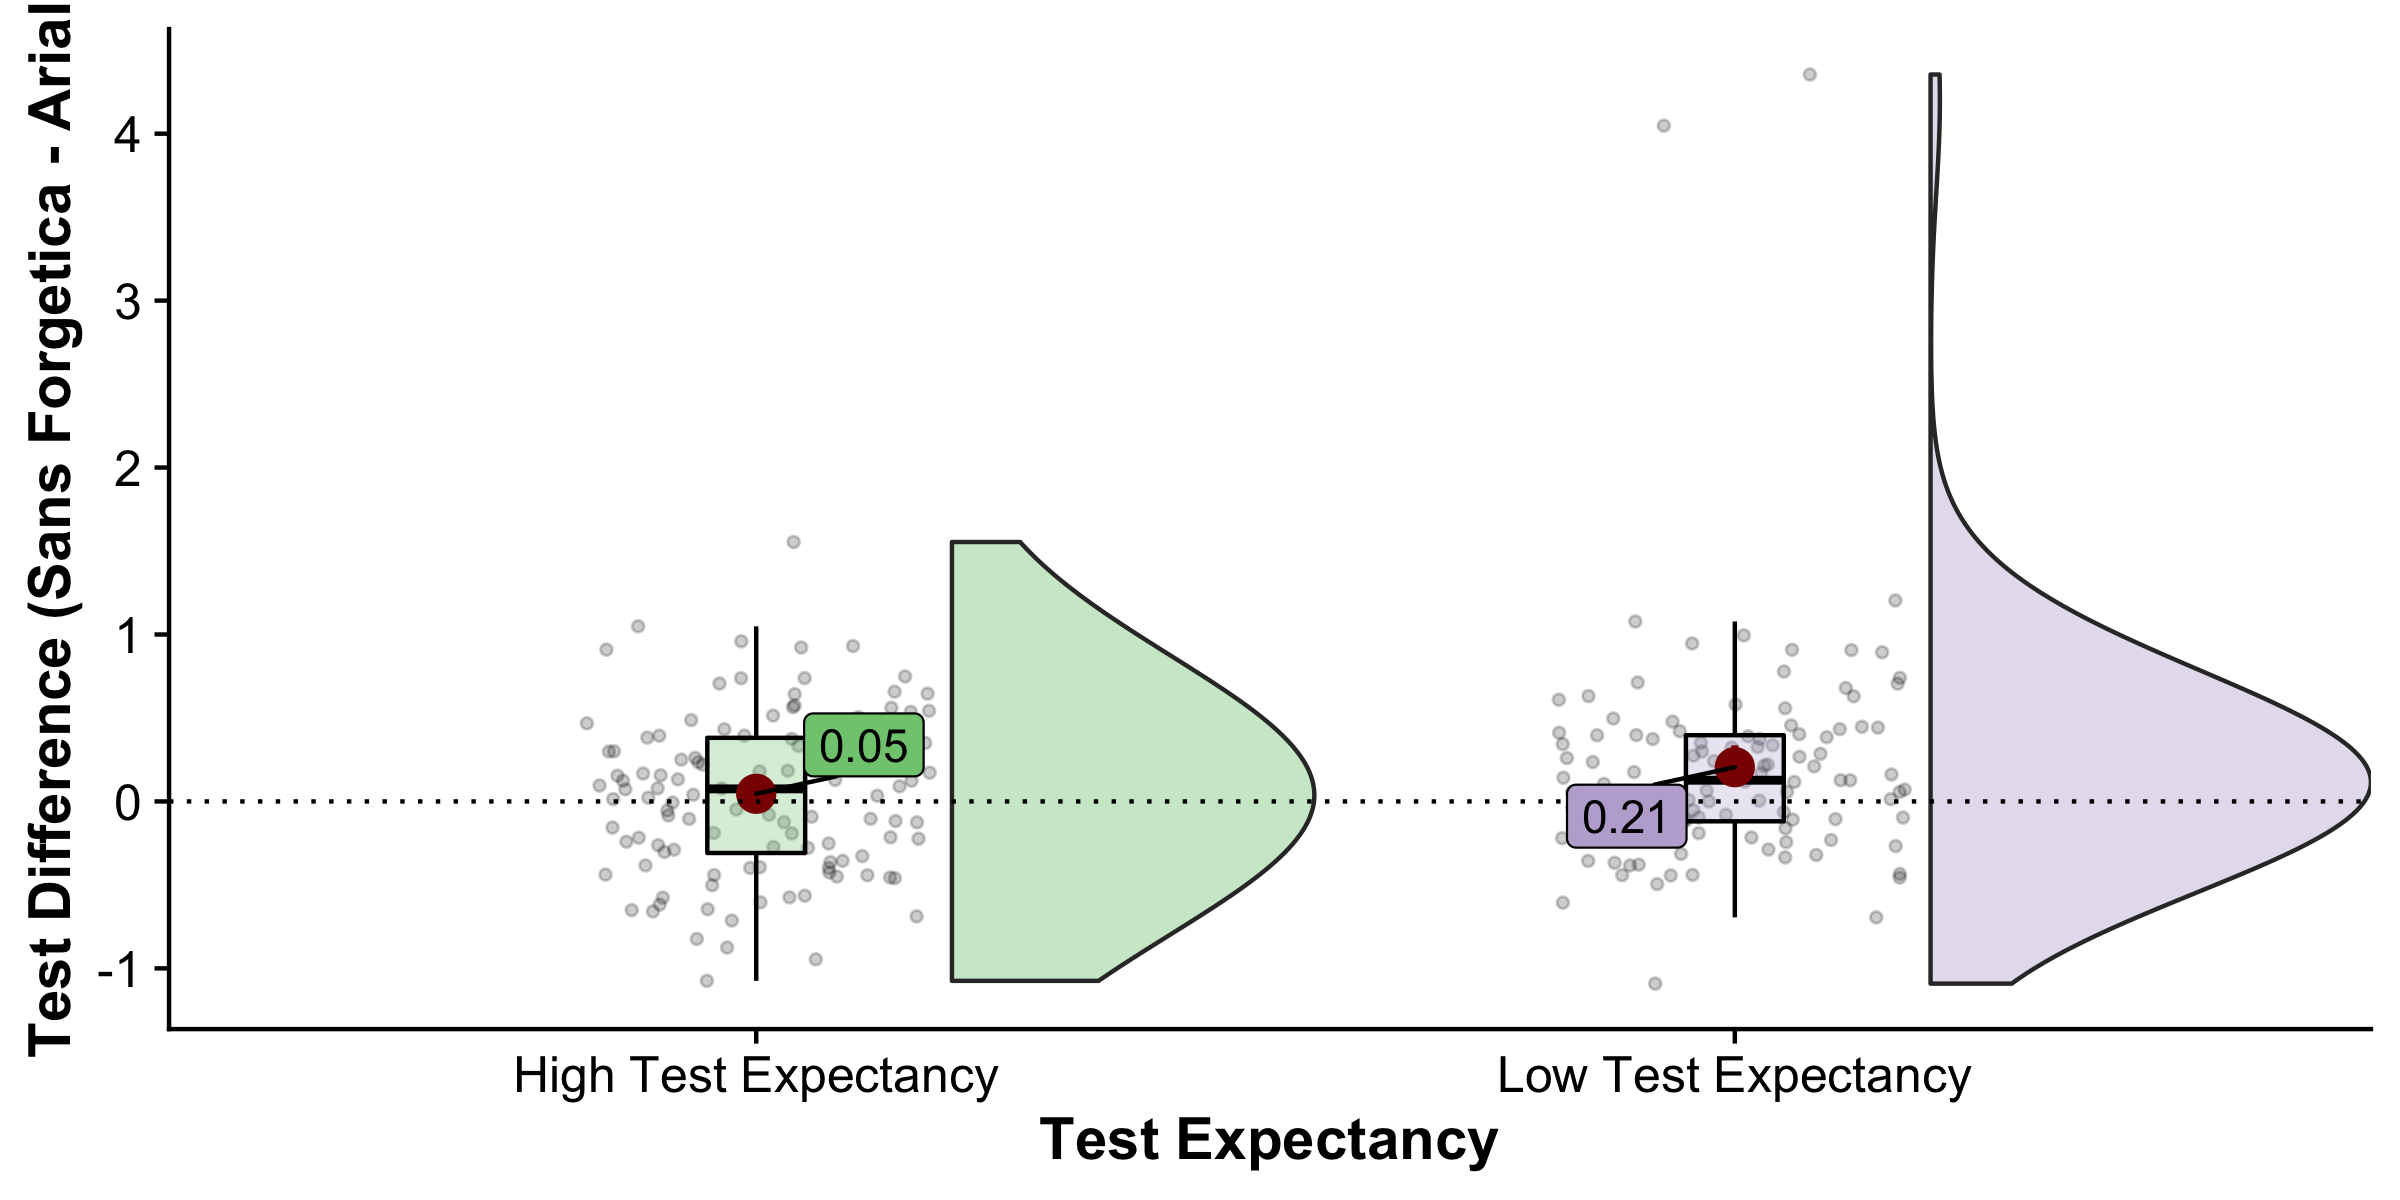 Test Difference (Sans Forgetica - Arial
4
3
2
1
0
-1
0.05
0.21
High Test Expectancy
Low Test Expectancy
Test Expectancy